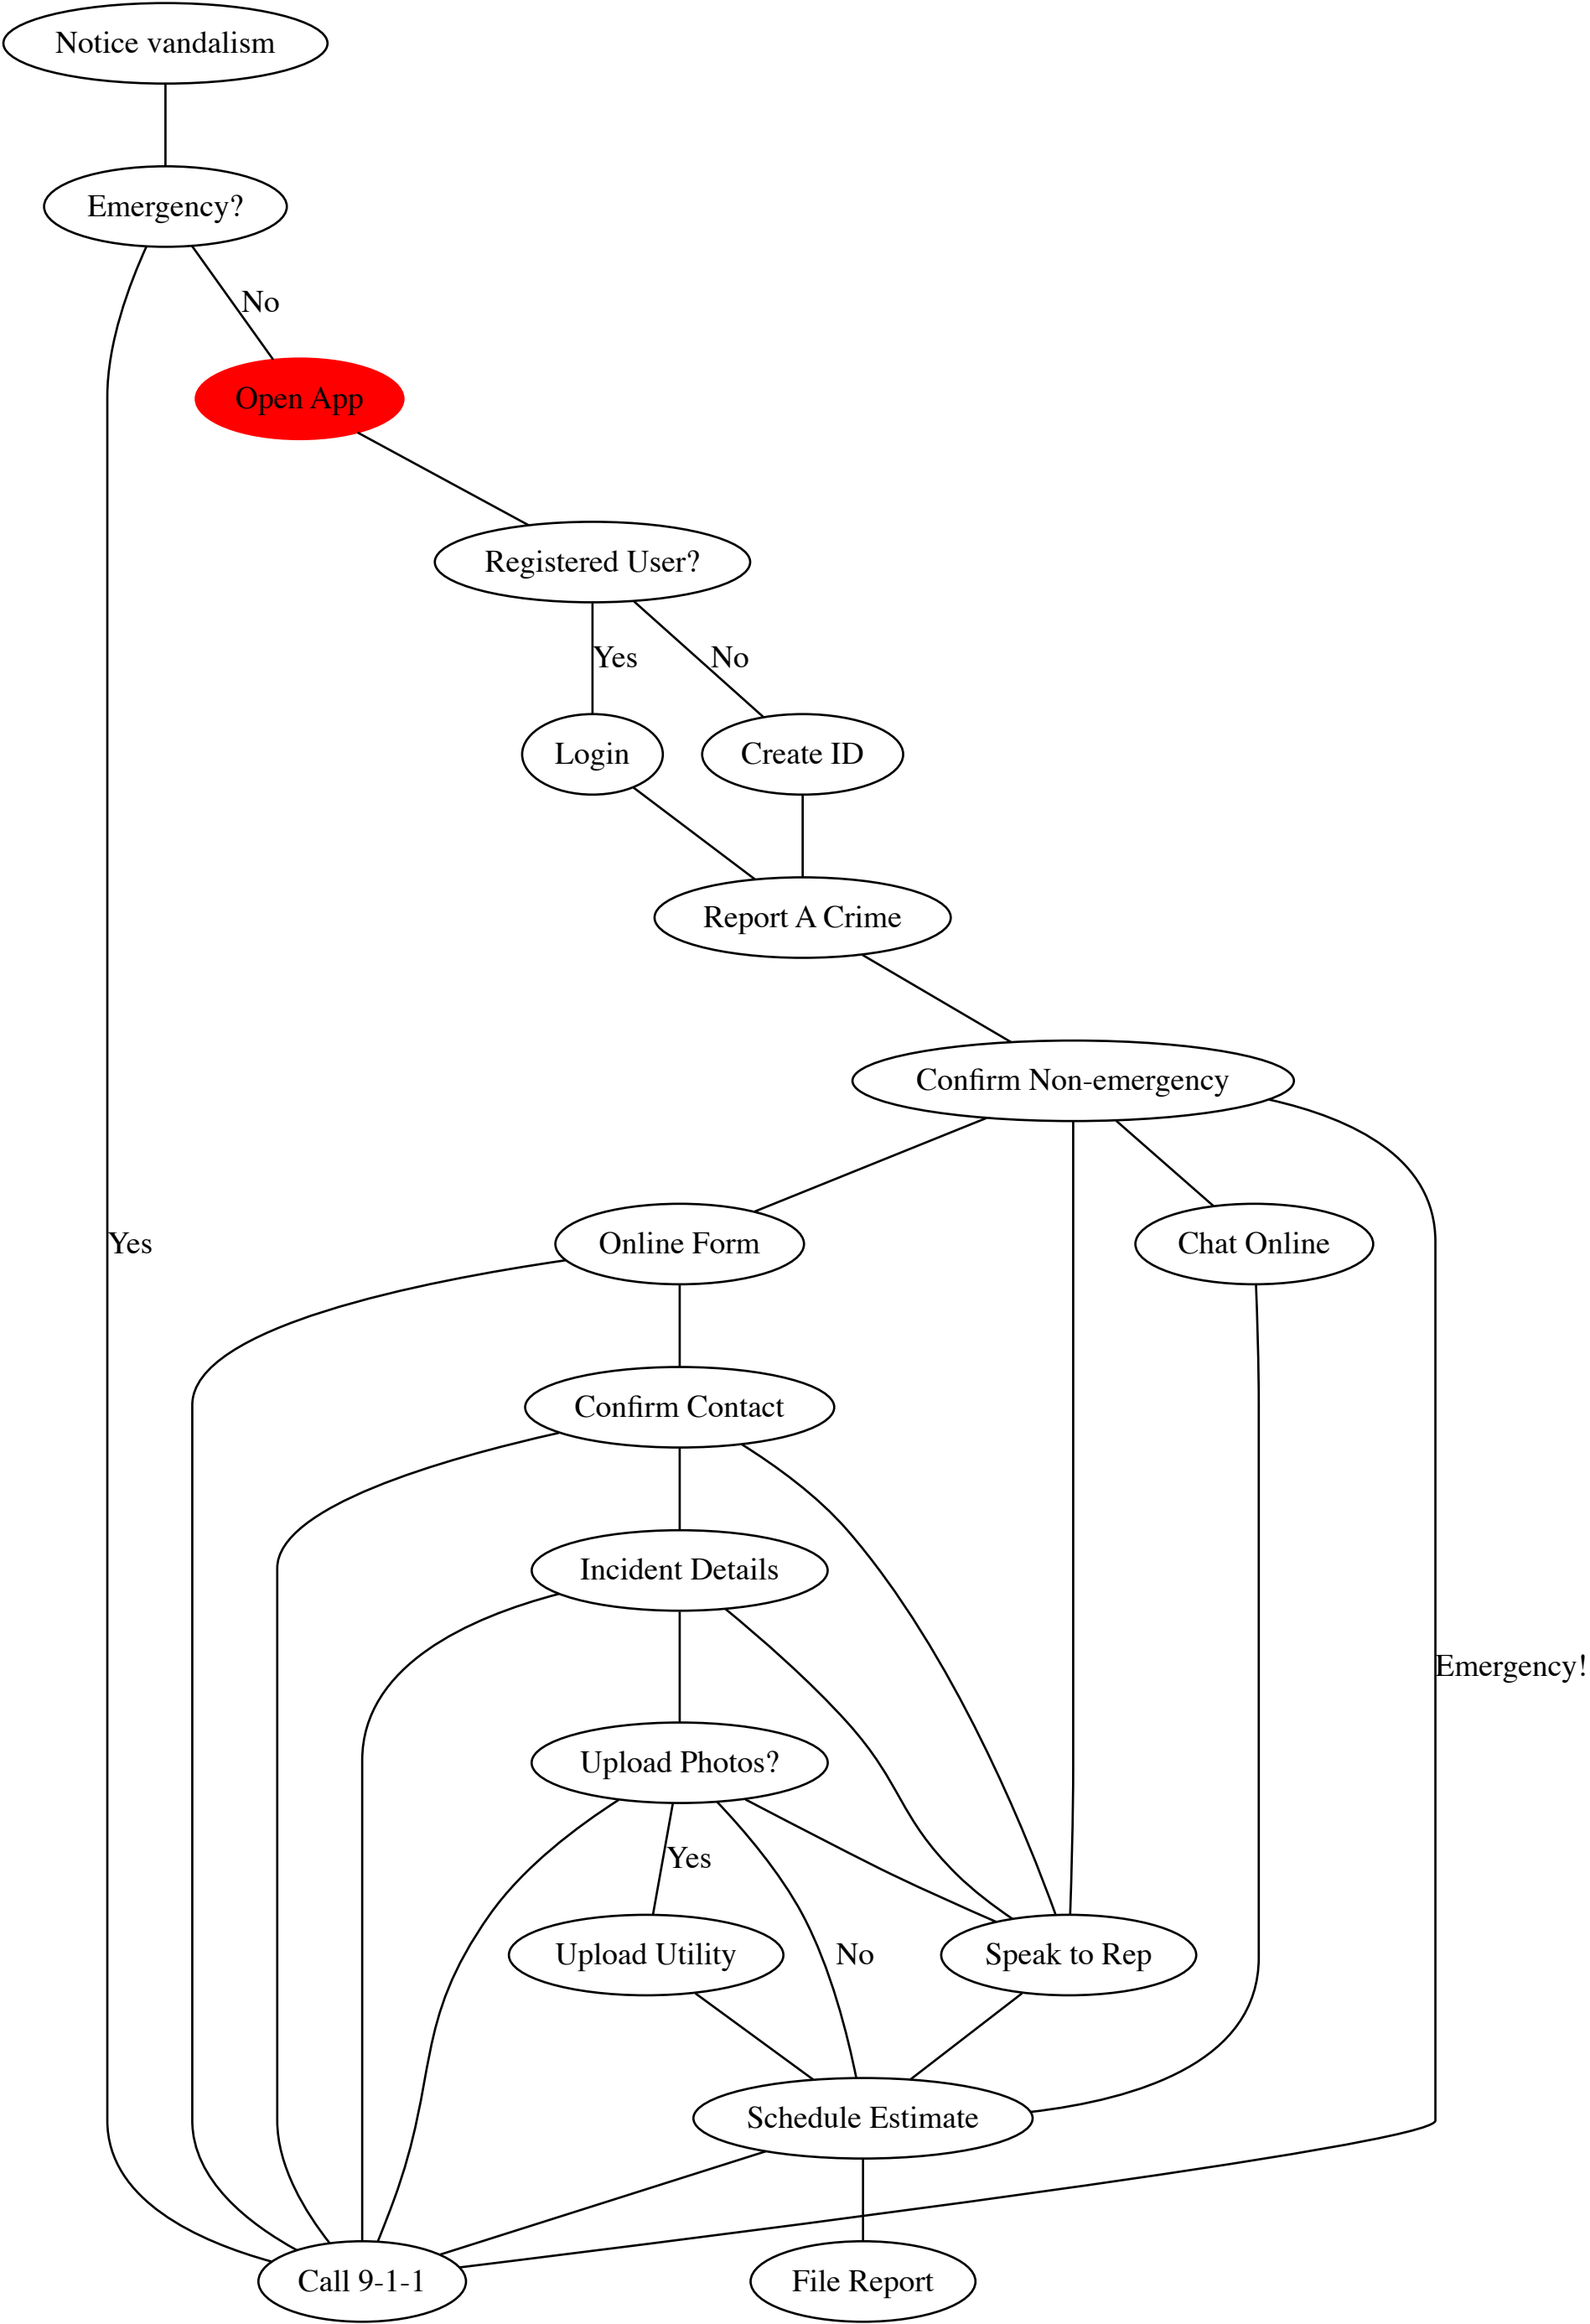 Notice vandalism
Emergency?
No
Open App
Registered User?
Yes
No
Login
Create ID
Report A Crime
Confirm Non-emergency
Yes
Online Form
Chat Online
Confirm Contact
Incident Details
Emergency!
Upload Photos?
Yes
Upload Utility
No
Speak to Rep
Schedule Estimate
Call 9-1-1
File Report